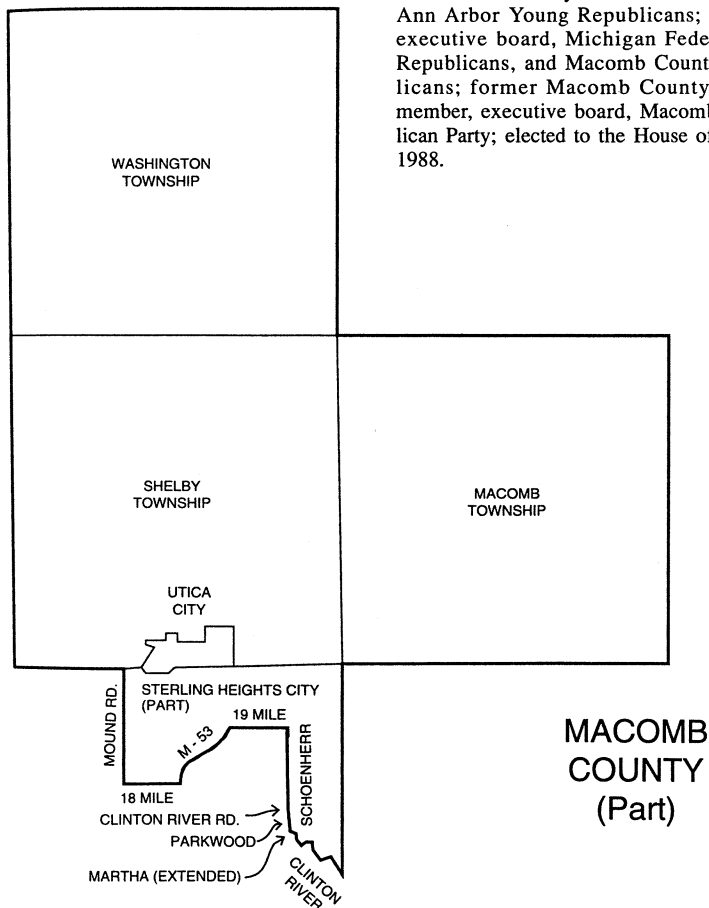 Ann Arbor Young Republicans;
executive board, Michigan Fede
Republicans, and Macomb Count
licans; former Macomb County
member, executive board, Macomb
lican Party; elected to the House of
1988.
WASHINGTON
TOWNSHIP
SHELBY
TOWNSHIP
MACOMB
TOWNSHIP
UTICA
CITY
MOUND RD.
STERLING HEIGHTS CITY
(PART)
19 MILE
M - 53
SCHOENHERR
18 MILE
CLINTON RIVER RD.
PARKWOOD
MARTHA (EXTENDED)
CLINTON
RIVER
MACOMB
COUNTY
(Part)